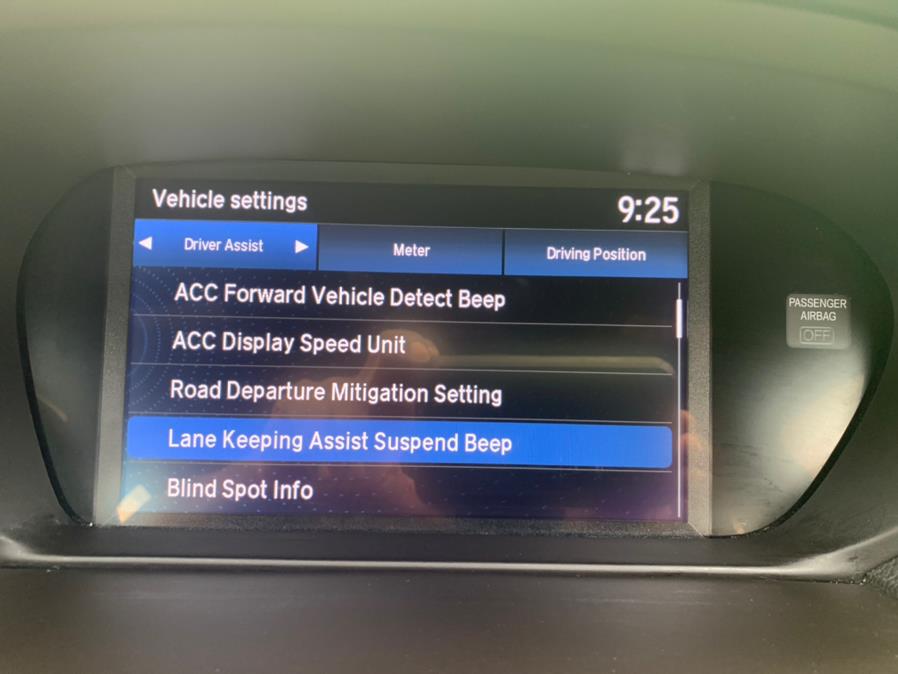 Vehicle settings
9:25
Driver Assist
Meter
Driving Position
ACC Forward Vehicle Detect Beep
ACC Display Speed Unit
Road Departure Mitigation Setting
Lane Keeping Assist Suspend Beep
Blind Spot Info
PASSENGER
AIRBAG
OFF